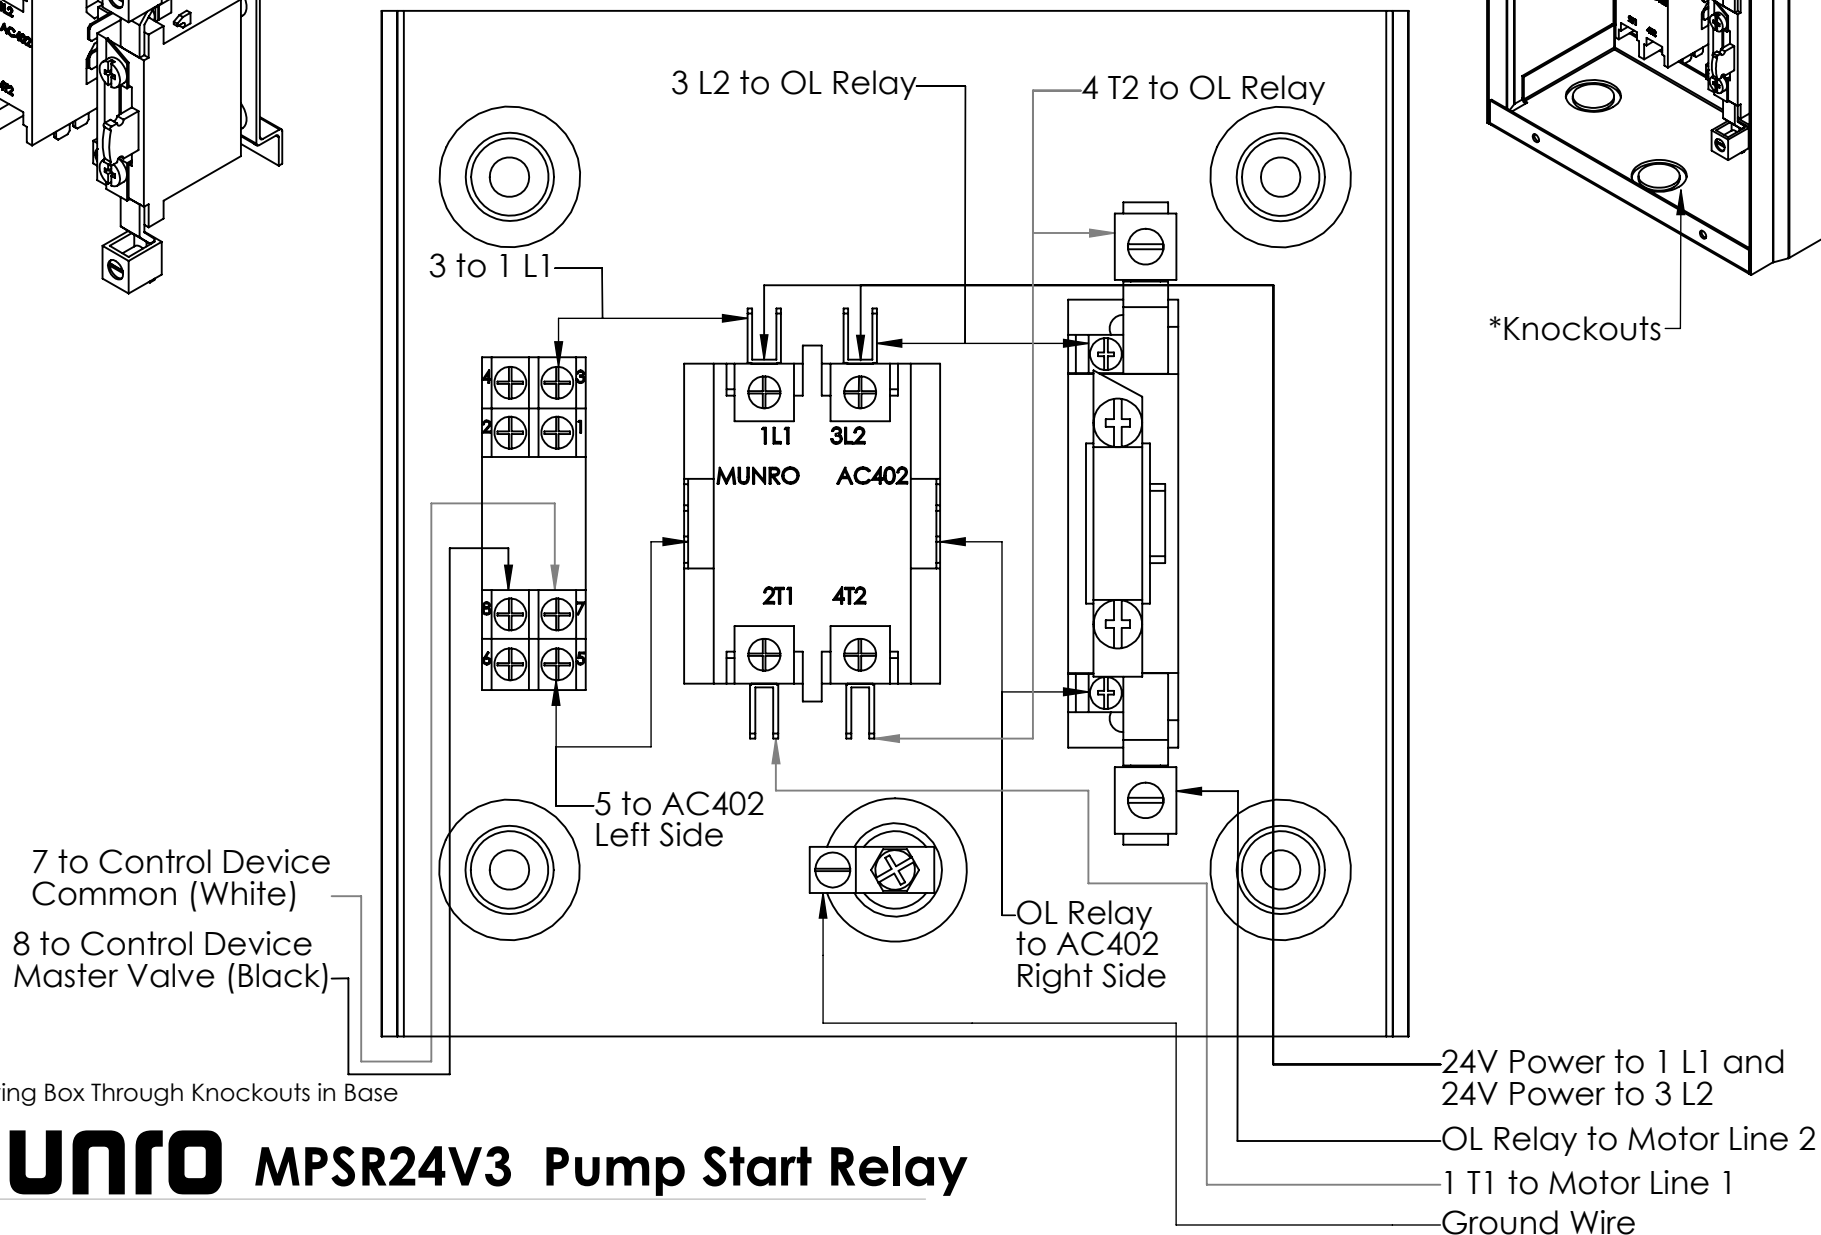 AC402
3 L2 to OL Relay
4 T2 to OL Relay
3 to 1 L1
*Knockouts
4
3
2
1
1L1
3L2
MUNRO
AC402
8
7
6
5
2T1
4T2
5 to AC402
Left Side
7 to Control Device
Common (White)
8 to Control Device
Master Valve (Black)
OL Relay
to AC402
Right Side
24V Power to 1 L1 and
24V Power to 3 L2
OL Relay to Motor Line 2
1 T1 to Motor Line 1
Ground Wire
Box Through Knockouts in Base
unro MPSR24V3 Pump Start Relay